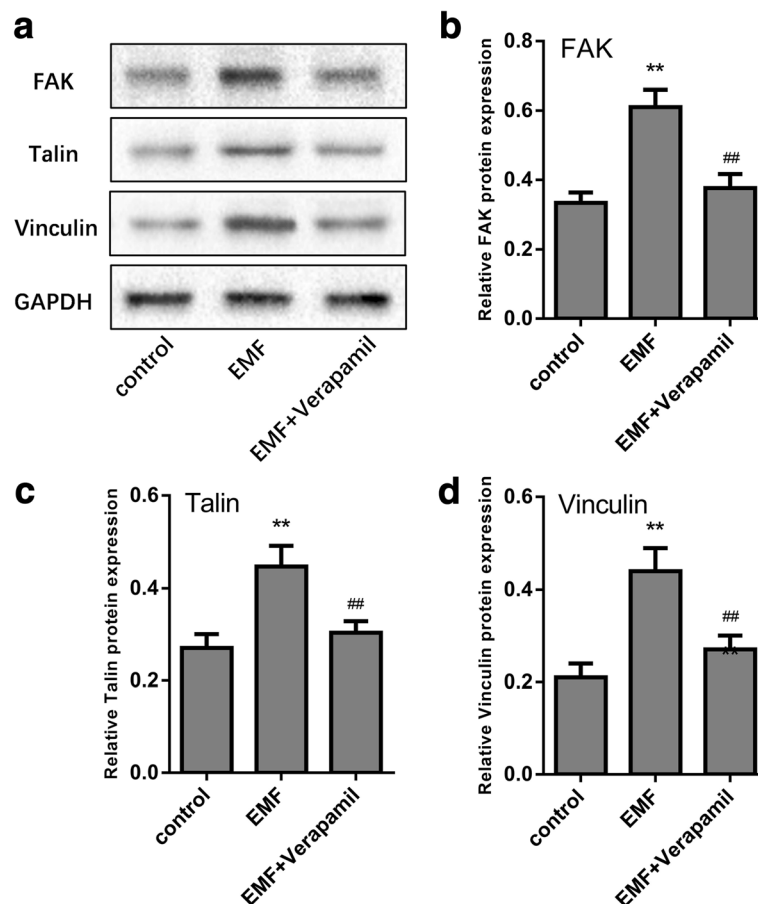 a
FAK
Talin
Vinculin
GAPDH
control
EMF
EMF+Verapamil
b
FAK
Relative FAK protein expression
0.8
0.6
0.4
0.2
0.0
**
##
control
EMF
EMF+Verapamil
c
Talin
Relative Talin protein expression
0.6
0.4
0.2
0.0
**
##
control
EMF
EMF+Verapamil
d
Vinculin
Relative Vinculin protein expression
0.6
0.4
0.2
0.0
**
##
**
control
EMF
EMF+Verapamil